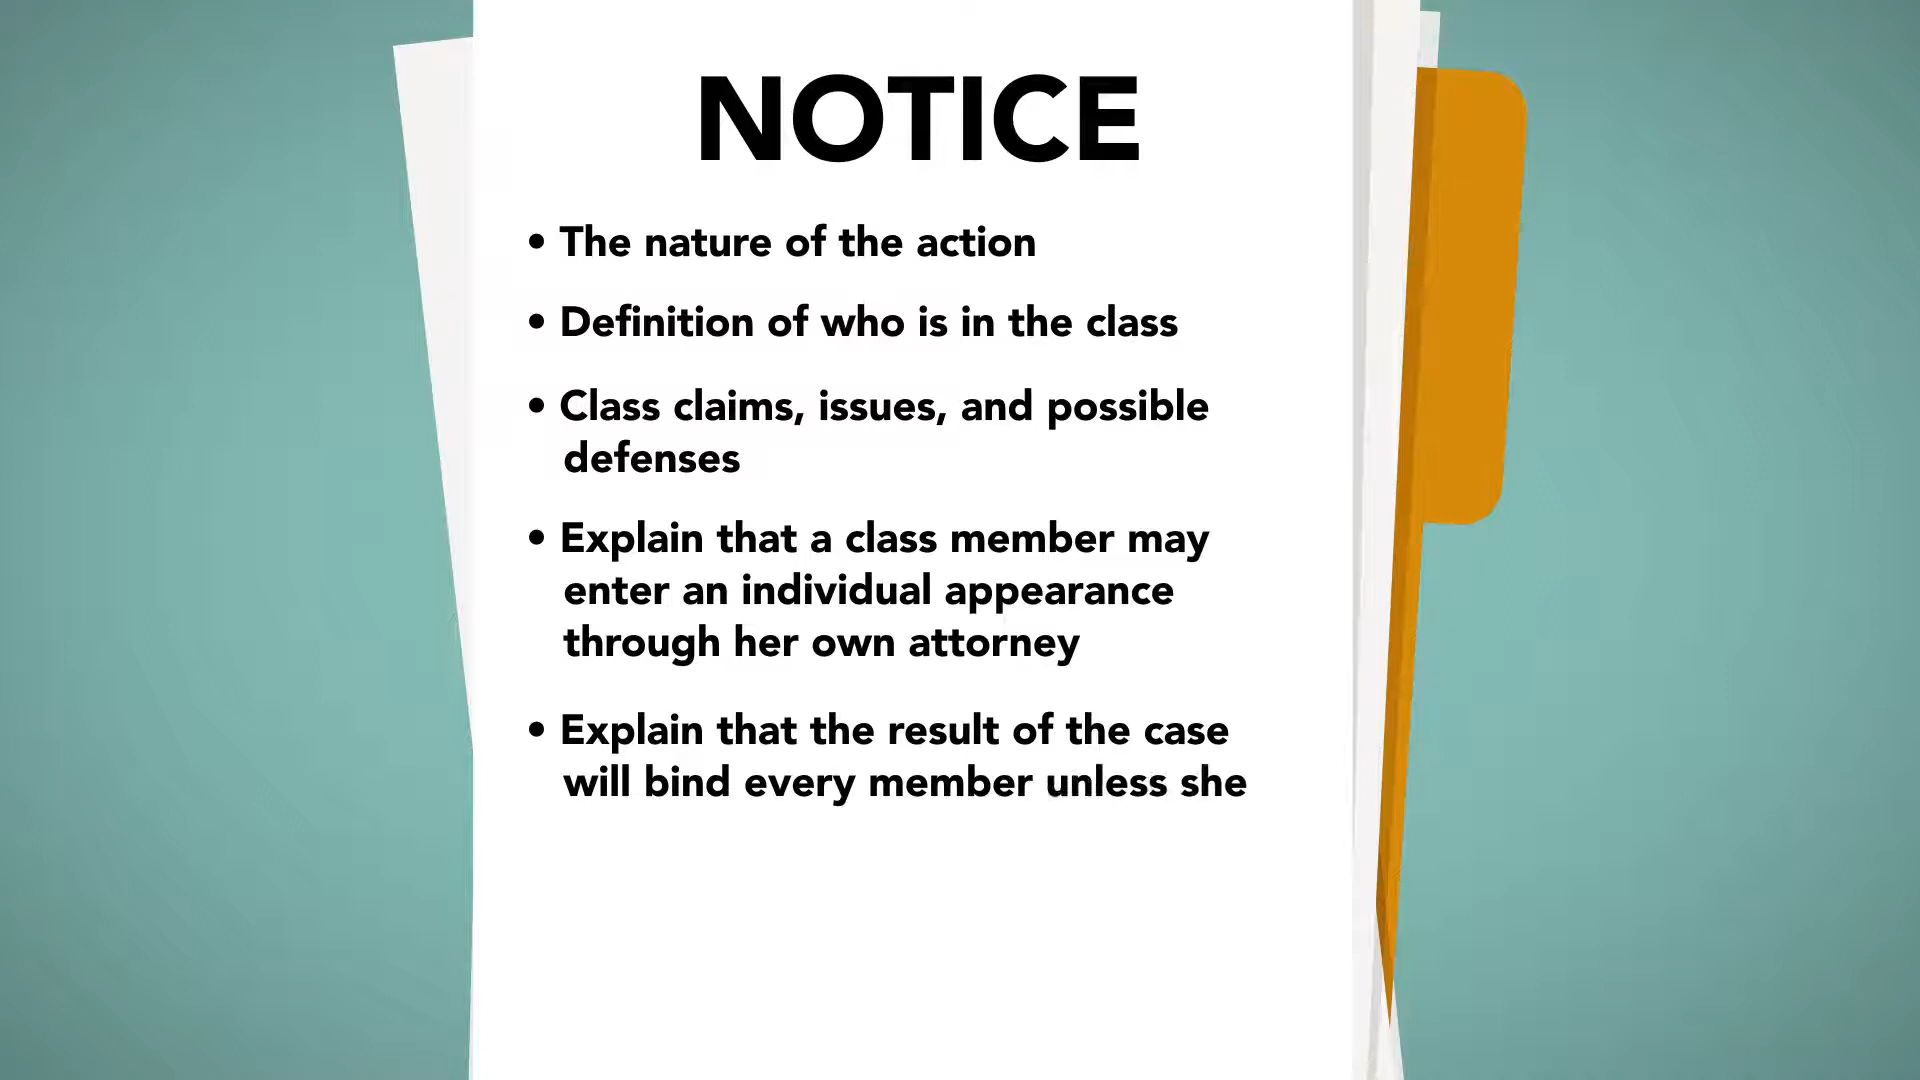 NOTICE
• The nature of the action
• Definition of who is in the class
• Class claims, issues, and possible
defenses
• Explain that a class member may
enter an individual appearance
through her own attorney
• Explain that the result of the case
will bind every member unless she